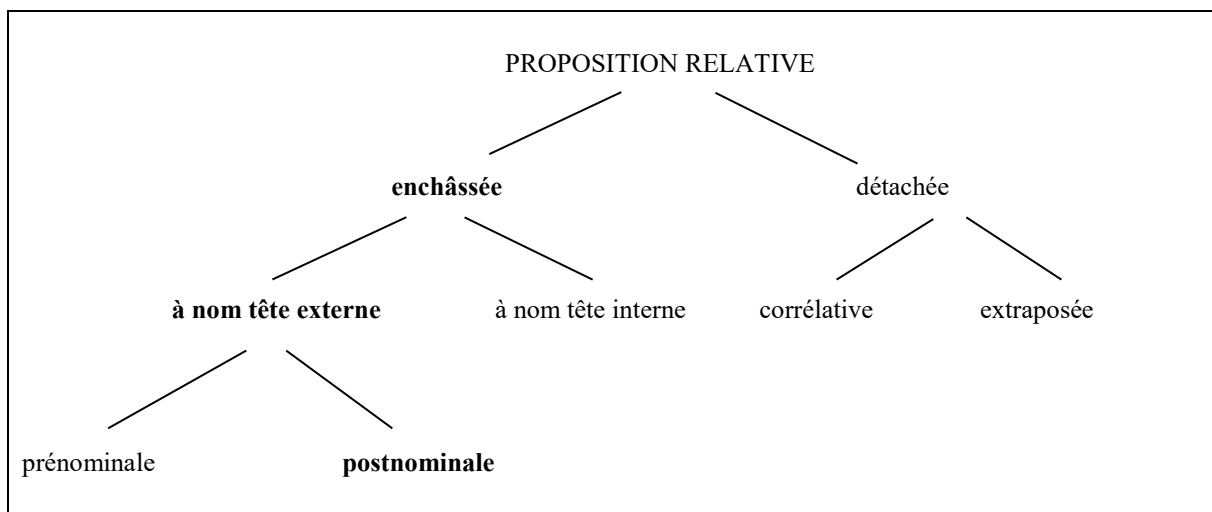 PROPOSITION RELATIVE
enchâssée détachée
à nom tête externe à nom tête interne corrélative extraposée
prénominale postnominale